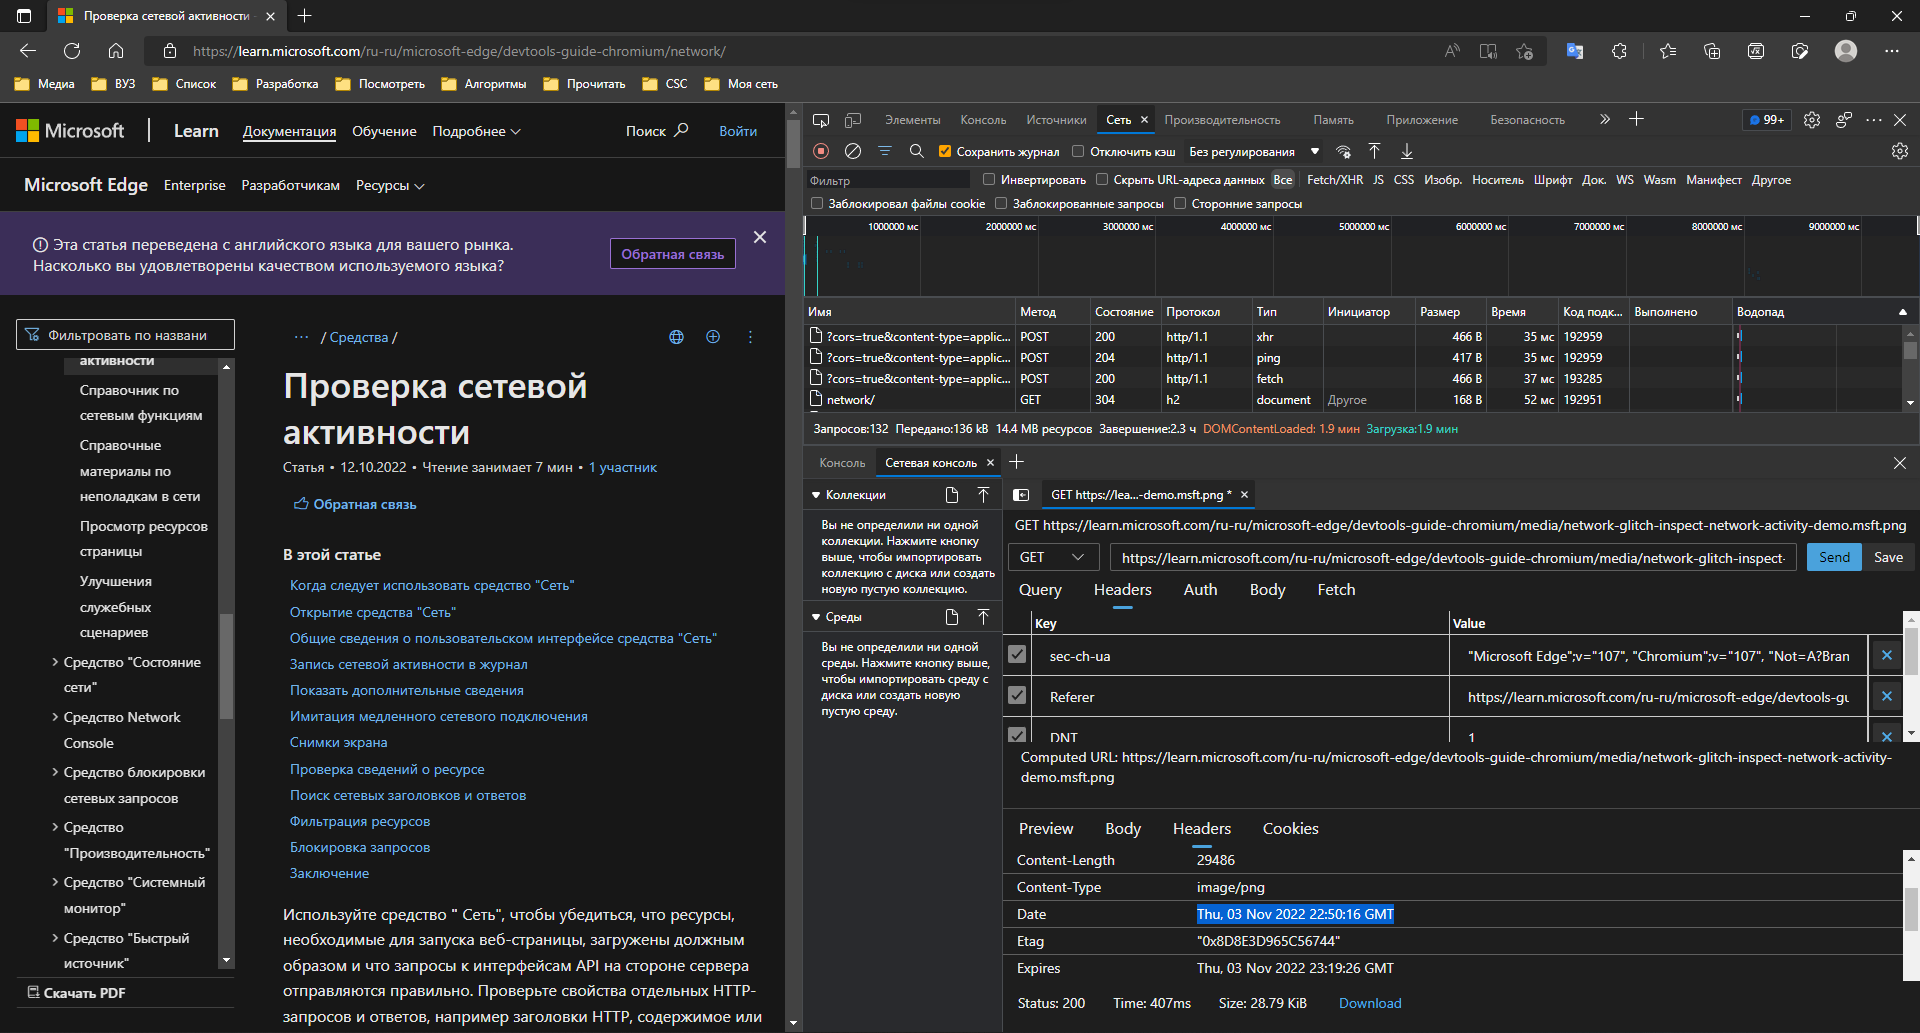 Проверка сетевой активности
https://learn.microsoft.com/ru-ru/microsoft-edge/devtools-guide-chromium/network/
Медиа
ВУЗ
Список
Разработка
Посмотреть
Алгоритмы
Прочитать
CSC
Моя сеть
Microsoft
Learn
Документация
Обучение
Подробнее
Поиск
Войти
Microsoft Edge
Enterprise
Разработчикам
Ресурсы
Эта статья переведена с английского языка для вашего рынка.
Насколько вы удовлетворены качеством используемого языка?
Обратная связь
Фильтровать по названи
активности
Справочник по
сетевым функциям
Справочные
материалы по
неполадкам в сети
Просмотр ресурсов
страницы
Улучшения
служебных
сценариев
Средство "Состояние
сети"
Средство Network
Console
Средство блокировки
сетевых запросов
Средство
"Производительность"
Средство "Системный
монитор"
Средство "Быстрый
источник"
Скачать PDF
··· / Средства /
Проверка сетевой
активности
Статья • 12.10.2022 • Чтение занимает 7 мин • 1 участник
Обратная связь
В этой статье
Когда следует использовать средство "Сеть"
Открытие средства "Сеть"
Общие сведения о пользовательском интерфейсе средства "Сеть"
Запись сетевой активности в журнал
Показать дополнительные сведения
Имитация медленного сетевого подключения
Снимки экрана
Проверка сведений о ресурсе
Поиск сетевых заголовков и ответов
Фильтрация ресурсов
Блокировка запросов
Заключение
Используйте средство " Сеть", чтобы убедиться, что ресурсы,
необходимые для запуска веб-страницы, загружены должным
образом и что запросы к интерфейсам API на стороне сервера
отправляются правильно. Проверьте свойства отдельных HTTP-
запросов и ответов, например заголовки HTTP, содержимое или
Элементы
Консоль
Источники
Сеть
Производительность
Память
Приложение
Безопасность
99+
Сохранить журнал
Отключить кэш
Без регулирования
Фильтр
Инвертировать
Скрыть URL-адреса данных
Все
Fetch/XHR
JS
CSS
Изобр.
Носитель
Шрифт
Док.
WS
Wasm
Манифест
Другое
Заблокировал файлы cookie
Заблокированные запросы
Сторонние запросы
1000000 мс
2000000 мс
3000000 мс
4000000 мс
5000000 мс
6000000 мс
7000000 мс
8000000 мс
9000000 мс
Имя Метод Состояние Протокол Тип Инициатор Размер Время Код подк... Выполнено Водопад
?cors=true&content-type=applic... POST 200 http/1.1 xhr 466 B 35 мс 192959
?cors=true&content-type=applic... POST 204 http/1.1 ping 417 B 35 мс 192959
?cors=true&content-type=applic... POST 200 http/1.1 fetch 466 B 37 мс 193285
network/ GET 304 h2 document Другое 168 B 52 мс 192951
Запросов:132 Передано:136 kB 14.4 MB ресурсов Завершение:2.3 ч DOMContentLoaded: 1.9 мин Загрузка:1.9 мин
Консоль
Сетевая консоль
Коллекции
Вы не определили ни одной
коллекции. Нажмите кнопку
выше, чтобы импортировать
коллекцию с диска или создать
новую пустую коллекцию.
Среды
Вы не определили ни одной
среды. Нажмите кнопку выше,
чтобы импортировать среду с
диска или создать новую
пустую среду.
GET https://lea...-demo.msft.png *
GET https://learn.microsoft.com/ru-ru/microsoft-edge/devtools-guide-chromium/media/network-glitch-inspect-network-activity-demo.msft.png
GET
https://learn.microsoft.com/ru-ru/microsoft-edge/devtools-guide-chromium/media/network-glitch-inspect-
Send
Save
Query
Headers
Auth
Body
Fetch
Key Value
sec-ch-ua "Microsoft Edge";v="107", "Chromium";v="107", "Not=A?Bran
Referer https://learn.microsoft.com/ru-ru/microsoft-edge/devtools-gu
DNT 1
Computed URL: https://learn.microsoft.com/ru-ru/microsoft-edge/devtools-guide-chromium/media/network-glitch-inspect-network-activity-
demo.msft.png
Preview
Body
Headers
Cookies
Content-Length 29486
Content-Type image/png
Date Thu, 03 Nov 2022 22:50:16 GMT
Etag "0x8D8E3D965C56744"
Expires Thu, 03 Nov 2022 23:19:26 GMT
Status: 200 Time: 407ms Size: 28.79 KiB Download